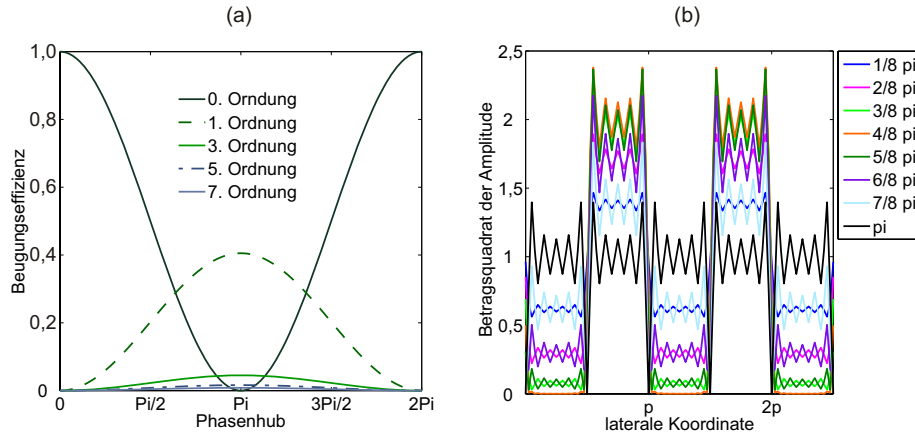 (a)
1,0
0,8
0,6
0,4
0,2
0
Beugungseffizienz
0. Orndung
1. Ordnung
3. Ordnung
5. Ordnung
7. Ordnung
0
Pi/2
Pi
3Pi/2
2Pi
Phasenhub
(b)
2,5
2
1.5
1
0,5
0
Betragsquadrat der Amplitude
p
2p
laterale Koordinate
1/8 pi
2/8 pi
3/8 pi
4/8 pi
5/8 pi
6/8 pi
7/8 pi
pi